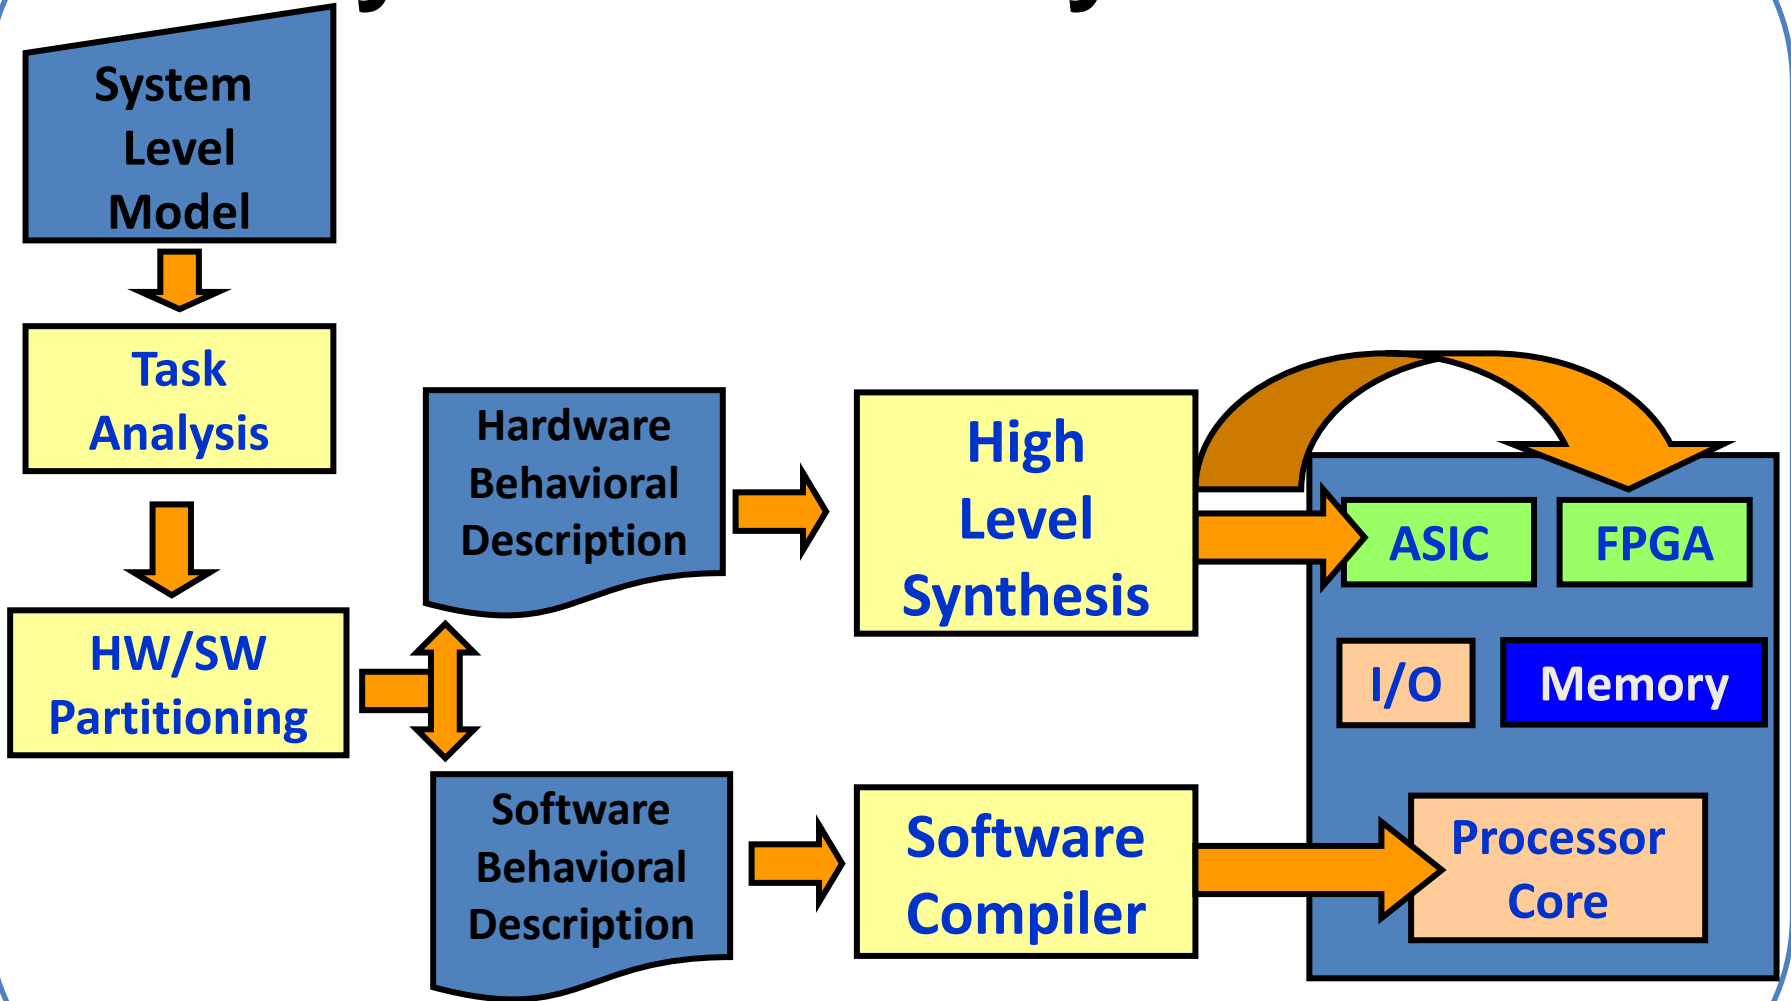 System
Level
Model
Task
Analysis
HW/SW
Partitioning
Hardware
Behavioral
Description
Software
Behavioral
Description
High
Level
Synthesis
Software
Compiler
ASIC
FPGA
I/O
Memory
Processor
Core